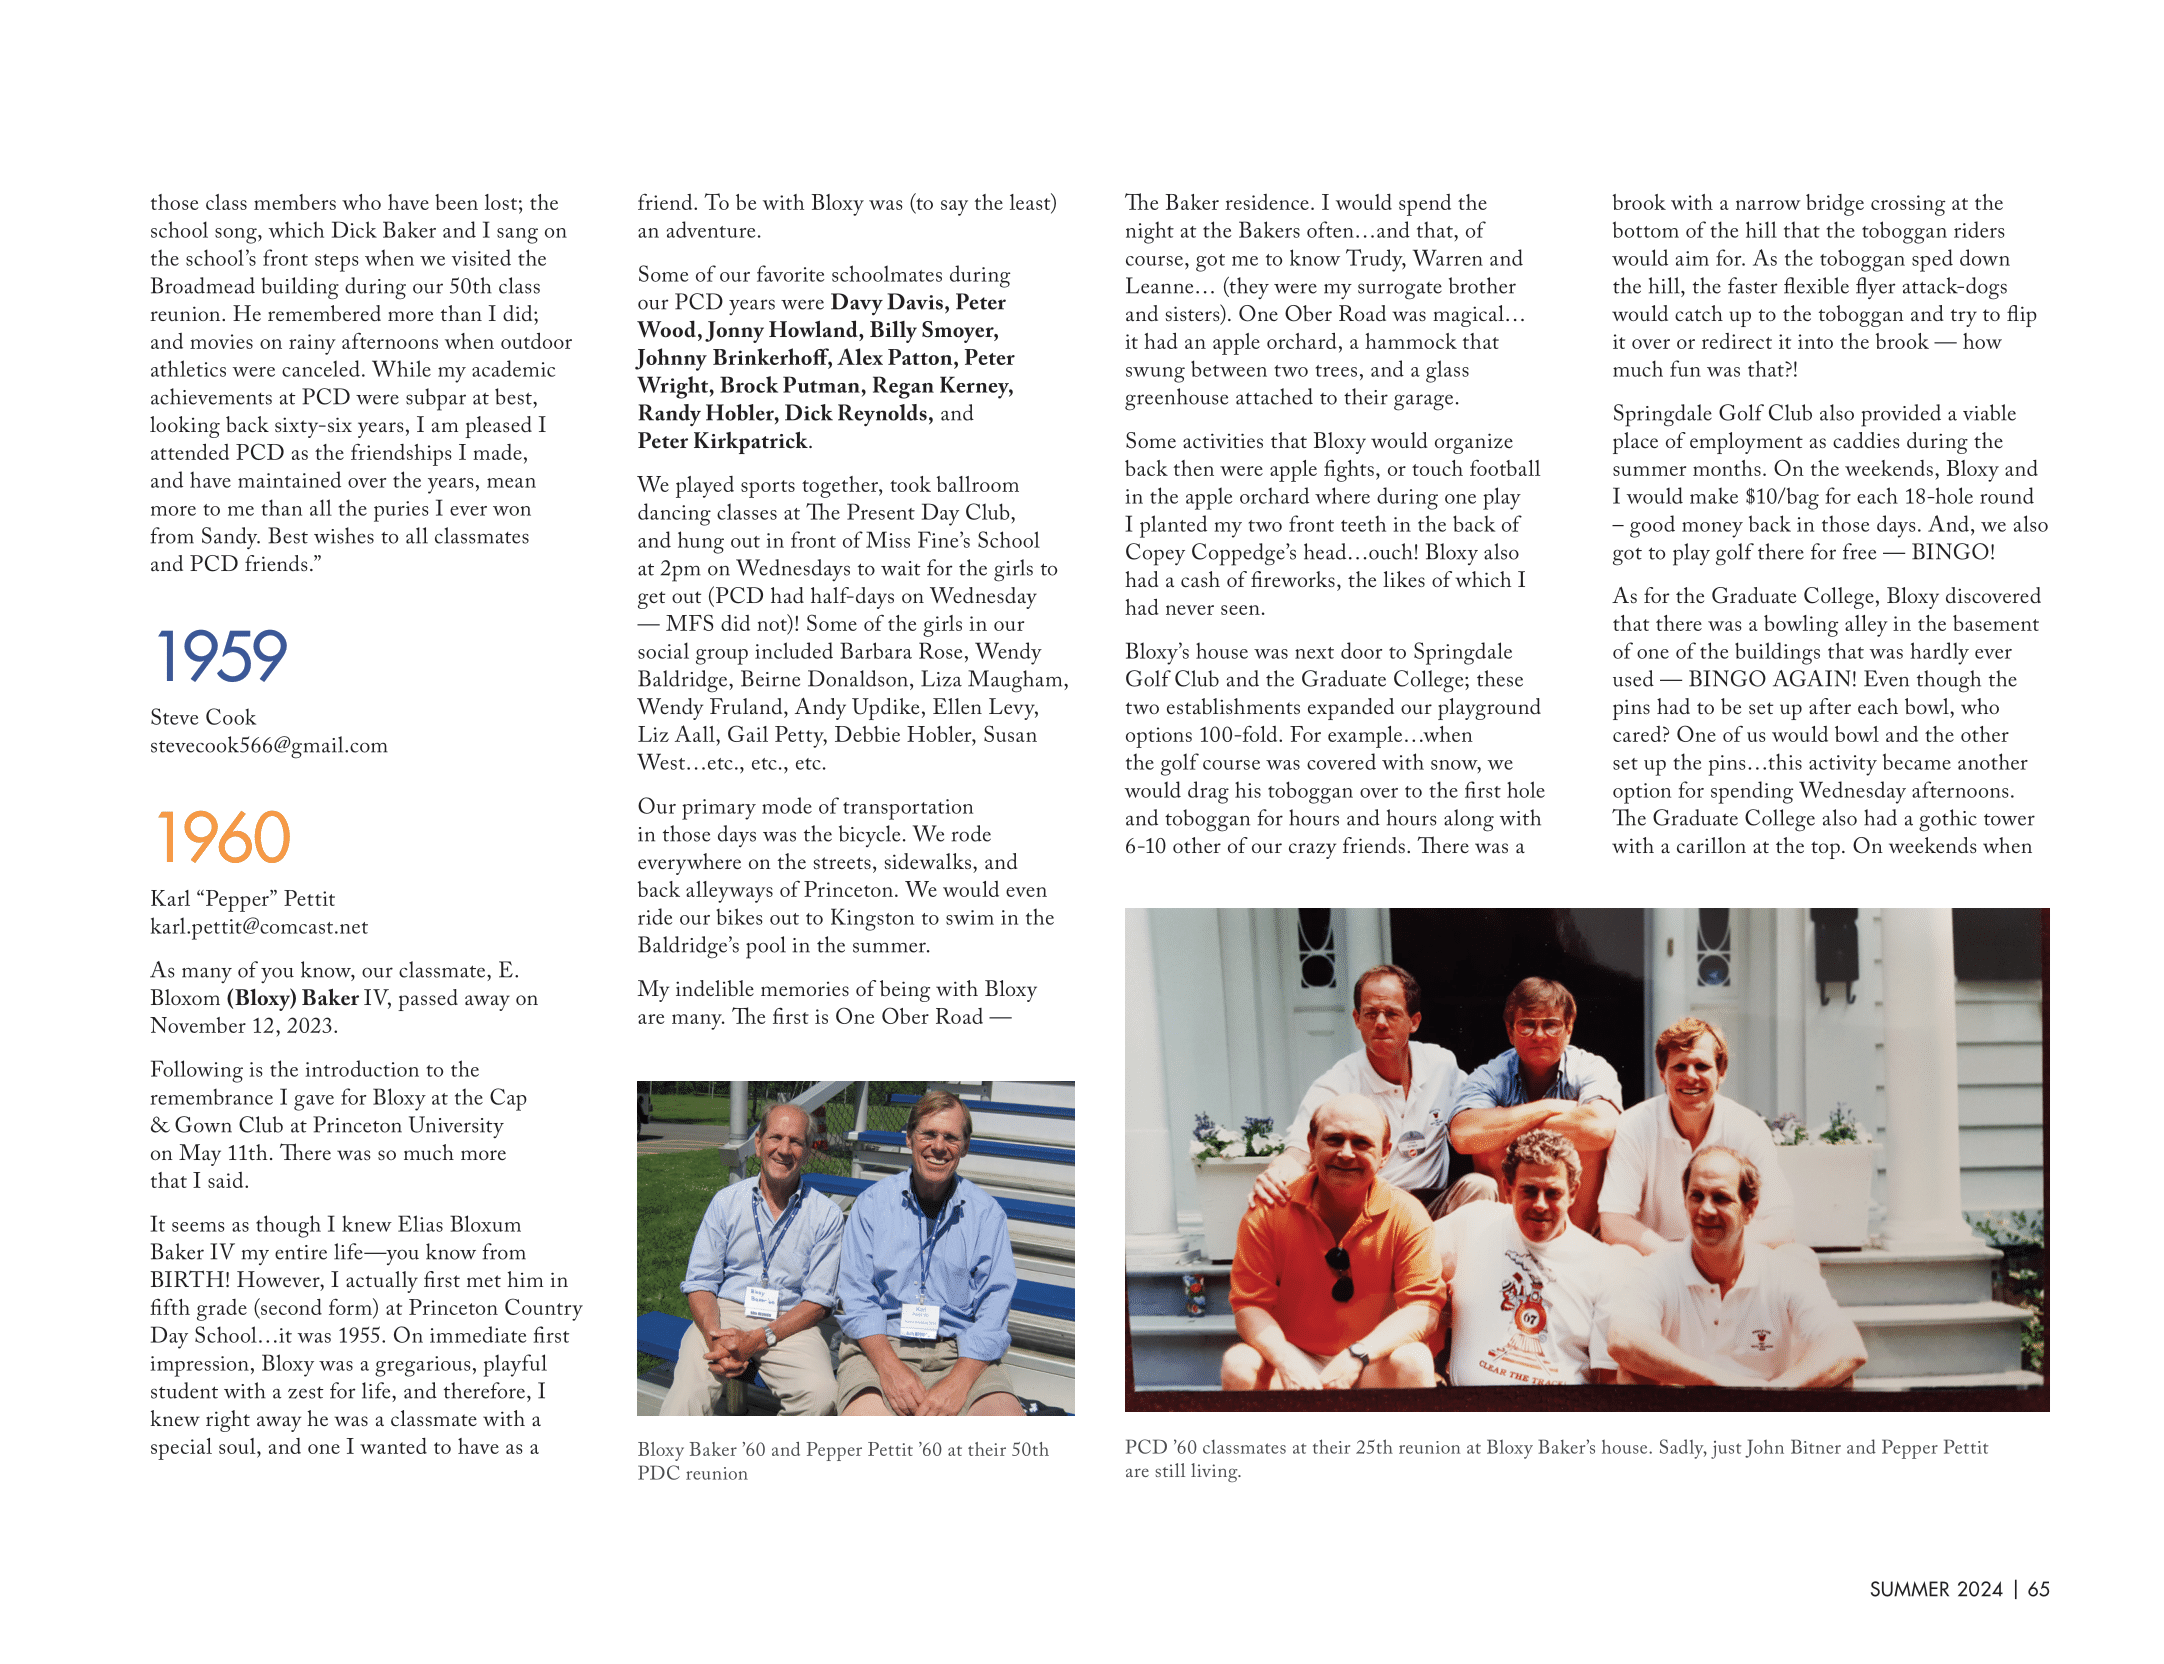 those class members who have been lost; the
school song, which Dick Baker and I sang on
the school’s front steps when we visited the
Broadmead building during our 50th class
reunion. He remembered more than I did;
and movies on rainy afternoons when outdoor
athletics were canceled. While my academic
achievements at PCD were subpar at best,
looking back sixty-six years, I am pleased I
attended PCD as the friendships I made,
and have maintained over the years, mean
more to me than all the puries I ever won
from Sandy. Best wishes to all classmates
and PCD friends.”
1959
Steve Cook
stevecook566@gmail.com
1960
Karl “Pepper” Pettit
karl.pettit@comcast.net
As many of you know, our classmate, E.
Bloxom (Bloxy) Baker IV, passed away on
November 12, 2023.
Following is the introduction to the
remembrance I gave for Bloxy at the Cap
& Gown Club at Princeton University
on May 11th. There was so much more
that I said.
It seems as though I knew Elias Bloxum
Baker IV my entire life—you know from
BIRTH! However, I actually first met him in
fifth grade (second form) at Princeton Country
Day School…it was 1955. On immediate first
impression, Bloxy was a gregarious, playful
student with a zest for life, and therefore, I
knew right away he was a classmate with a
special soul, and one I wanted to have as a
friend. To be with Bloxy was (to say the least)
an adventure.
Some of our favorite schoolmates during
our PCD years were Davy Davis, Peter
Wood, Jonny Howland, Billy Smoyer,
Johnny Brinkerhoff, Alex Patton, Peter
Wright, Brock Putman, Regan Kerney,
Randy Hobler, Dick Reynolds, and
Peter Kirkpatrick.
We played sports together, took ballroom
dancing classes at The Present Day Club,
and hung out in front of Miss Fine’s School
at 2pm on Wednesdays to wait for the girls to
get out (PCD had half-days on Wednesday
— MFS did not)! Some of the girls in our
social group included Barbara Rose, Wendy
Baldridge, Beirne Donaldson, Liza Maugham,
Wendy Fruland, Andy Updike, Ellen Levy,
Liz Aall, Gail Petty, Debbie Hobler, Susan
West…etc., etc., etc.
Our primary mode of transportation
in those days was the bicycle. We rode
everywhere on the streets, sidewalks, and
back alleyways of Princeton. We would even
ride our bikes out to Kingston to swim in the
Baldridge’s pool in the summer.
My indelible memories of being with Bloxy
are many. The first is One Ober Road —
Bloxy Baker ’60 and Pepper Pettit ’60 at their 50th
PDC reunion
The Baker residence. I would spend the
night at the Bakers often…and that, of
course, got me to know Trudy, Warren and
Leanne… (they were my surrogate brother
and sisters). One Ober Road was magical…
it had an apple orchard, a hammock that
swung between two trees, and a glass
greenhouse attached to their garage.
Some activities that Bloxy would organize
back then were apple fights, or touch football
in the apple orchard where during one play
I planted my two front teeth in the back of
Copey Coppedge’s head…ouch! Bloxy also
had a cash of fireworks, the likes of which I
had never seen.
Bloxy’s house was next door to Springdale
Golf Club and the Graduate College; these
two establishments expanded our playground
options 100-fold. For example…when
the golf course was covered with snow, we
would drag his toboggan over to the first hole
and toboggan for hours and hours along with
6-10 other of our crazy friends. There was a
brook with a narrow bridge crossing at the
bottom of the hill that the toboggan riders
would aim for. As the toboggan sped down
the hill, the faster flexible flyer attack-dogs
would catch up to the toboggan and try to flip
it over or redirect it into the brook — how
much fun was that?!
Springdale Golf Club also provided a viable
place of employment as caddies during the
summer months. On the weekends, Bloxy and
I would make $10/bag for each 18-hole round
– good money back in those days. And, we also
got to play golf there for free — BINGO!
As for the Graduate College, Bloxy discovered
that there was a bowling alley in the basement
of one of the buildings that was hardly ever
used — BINGO AGAIN! Even though the
pins had to be set up after each bowl, who
cared? One of us would bowl and the other
set up the pins…this activity became another
option for spending Wednesday afternoons.
The Graduate College also had a gothic tower
with a carillon at the top. On weekends when
67
CLEAR THE TRACK
PCD ’60 classmates at their 25th reunion at Bloxy Baker’s house. Sadly, just John Bitner and Pepper Pettit
are still living.
SUMMER 2024 | 65